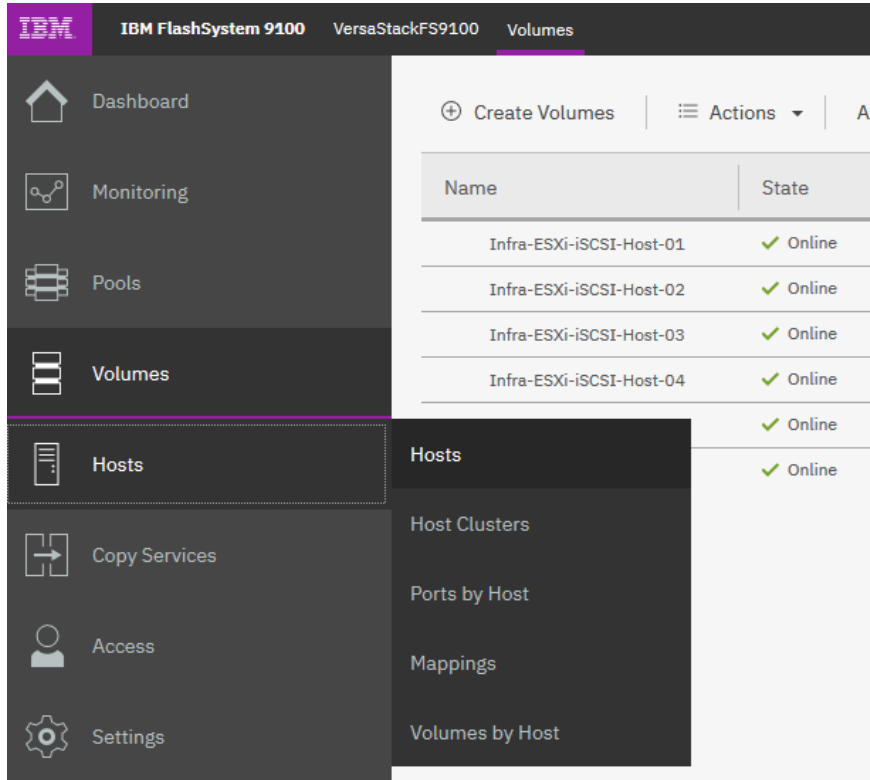 IBM IBM FlashSystem 9100 VersaStackFS9100 Volumes
Dashboard
Monitoring
Pools
Volumes
Hosts
Copy Services
Access
Settings
Create Volumes Actions
Name State
Infra-ESXi-iSCSI-Host-01 Online
Infra-ESXi-iSCSI-Host-02 Online
Infra-ESXi-iSCSI-Host-03 Online
Infra-ESXi-iSCSI-Host-04 Online
Online
Online
Hosts
Host Clusters
Ports by Host
Mappings
Volumes by Host